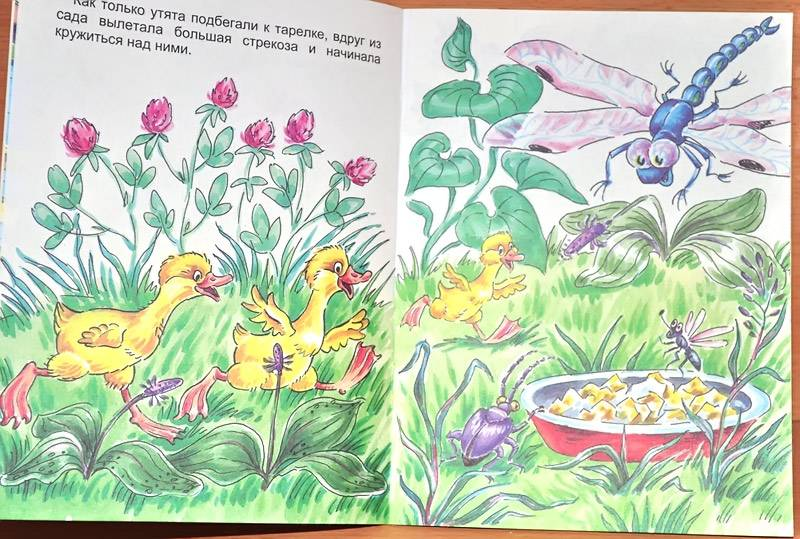 Как только утята подбегали к тарелке, вдруг из
сада вылетала большая стрекоза и начинала
кружиться над ними.